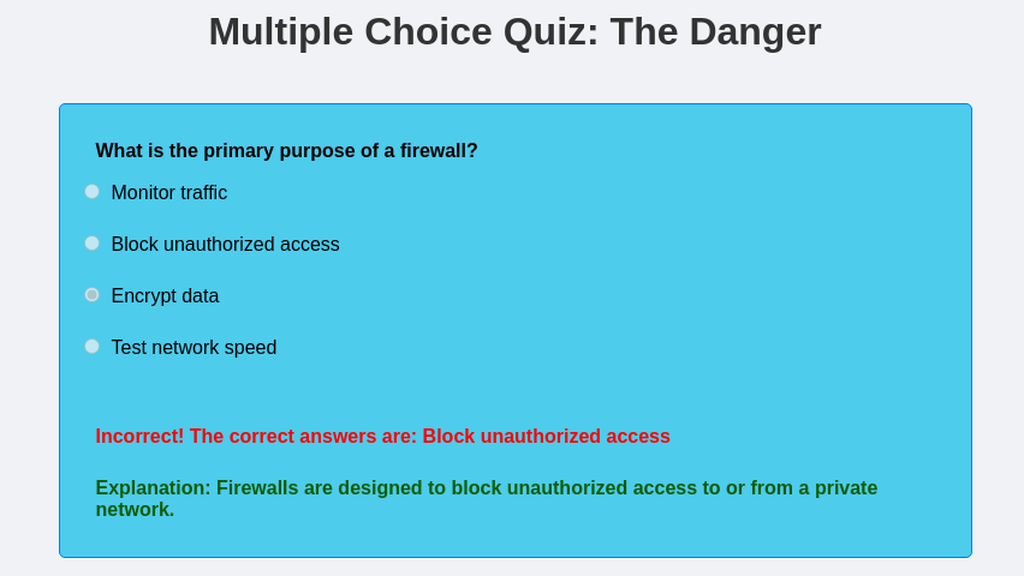 Multiple Choice Quiz: The Danger
What is the primary purpose of a firewall?
Monitor traffic
Block unauthorized access
Encrypt data
Test network speed
Incorrect! The correct answers are: Block unauthorized access
Explanation: Firewalls are designed to block unauthorized access to or from a private
network.